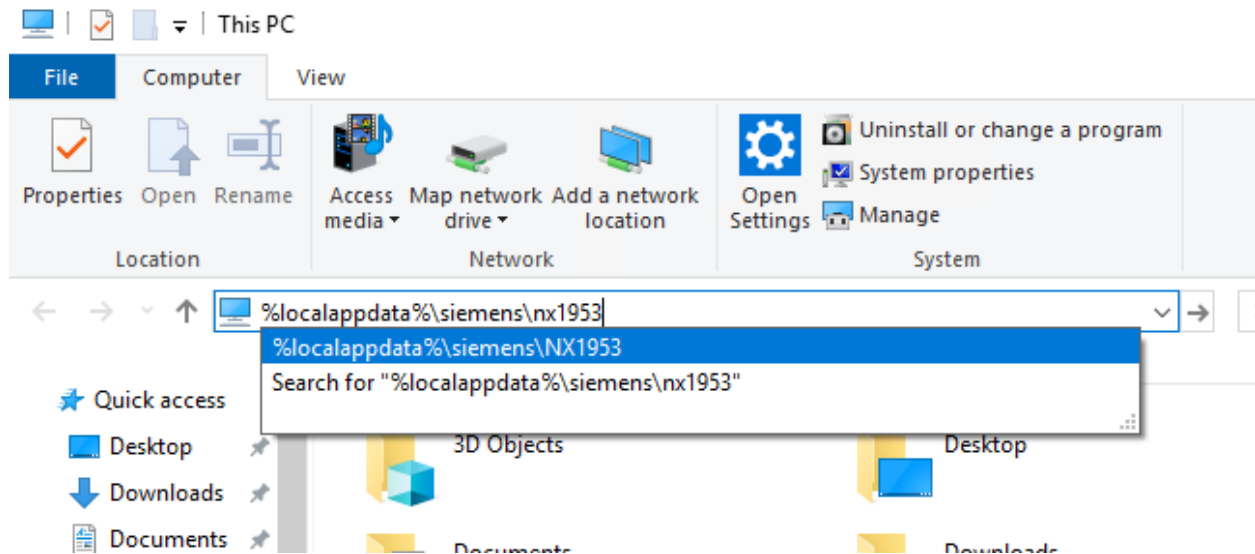 This PC
File Computer View
Properties Open Rename Access media Map network drive Add a network location Open Settings Uninstall or change a program
System properties
Manage
Location Network System
%localappdata%\siemens\nx1953
%localappdata%\siemens\NX1953
Search for "%localappdata%\siemens\nx1953"
Quick access
Desktop
Downloads
Documents
3D Objects Desktop
Documents Downloads